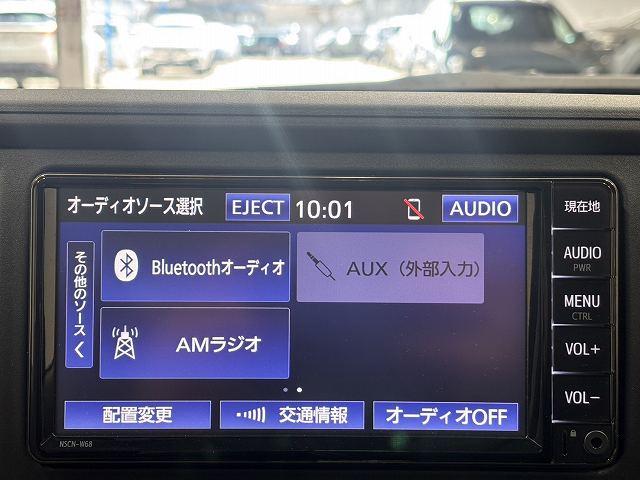 オーディオソース選択 EJECT 10:01 AUDIO
その他のソース く
Bluetoothオーディオ
AUX（外部入力）
AMラジオ
配置変更 交通情報 オーディオOFF
現在地
AUDIO
PWR
MENU
CTRL
VOL+
VOL-
NSCN-W68